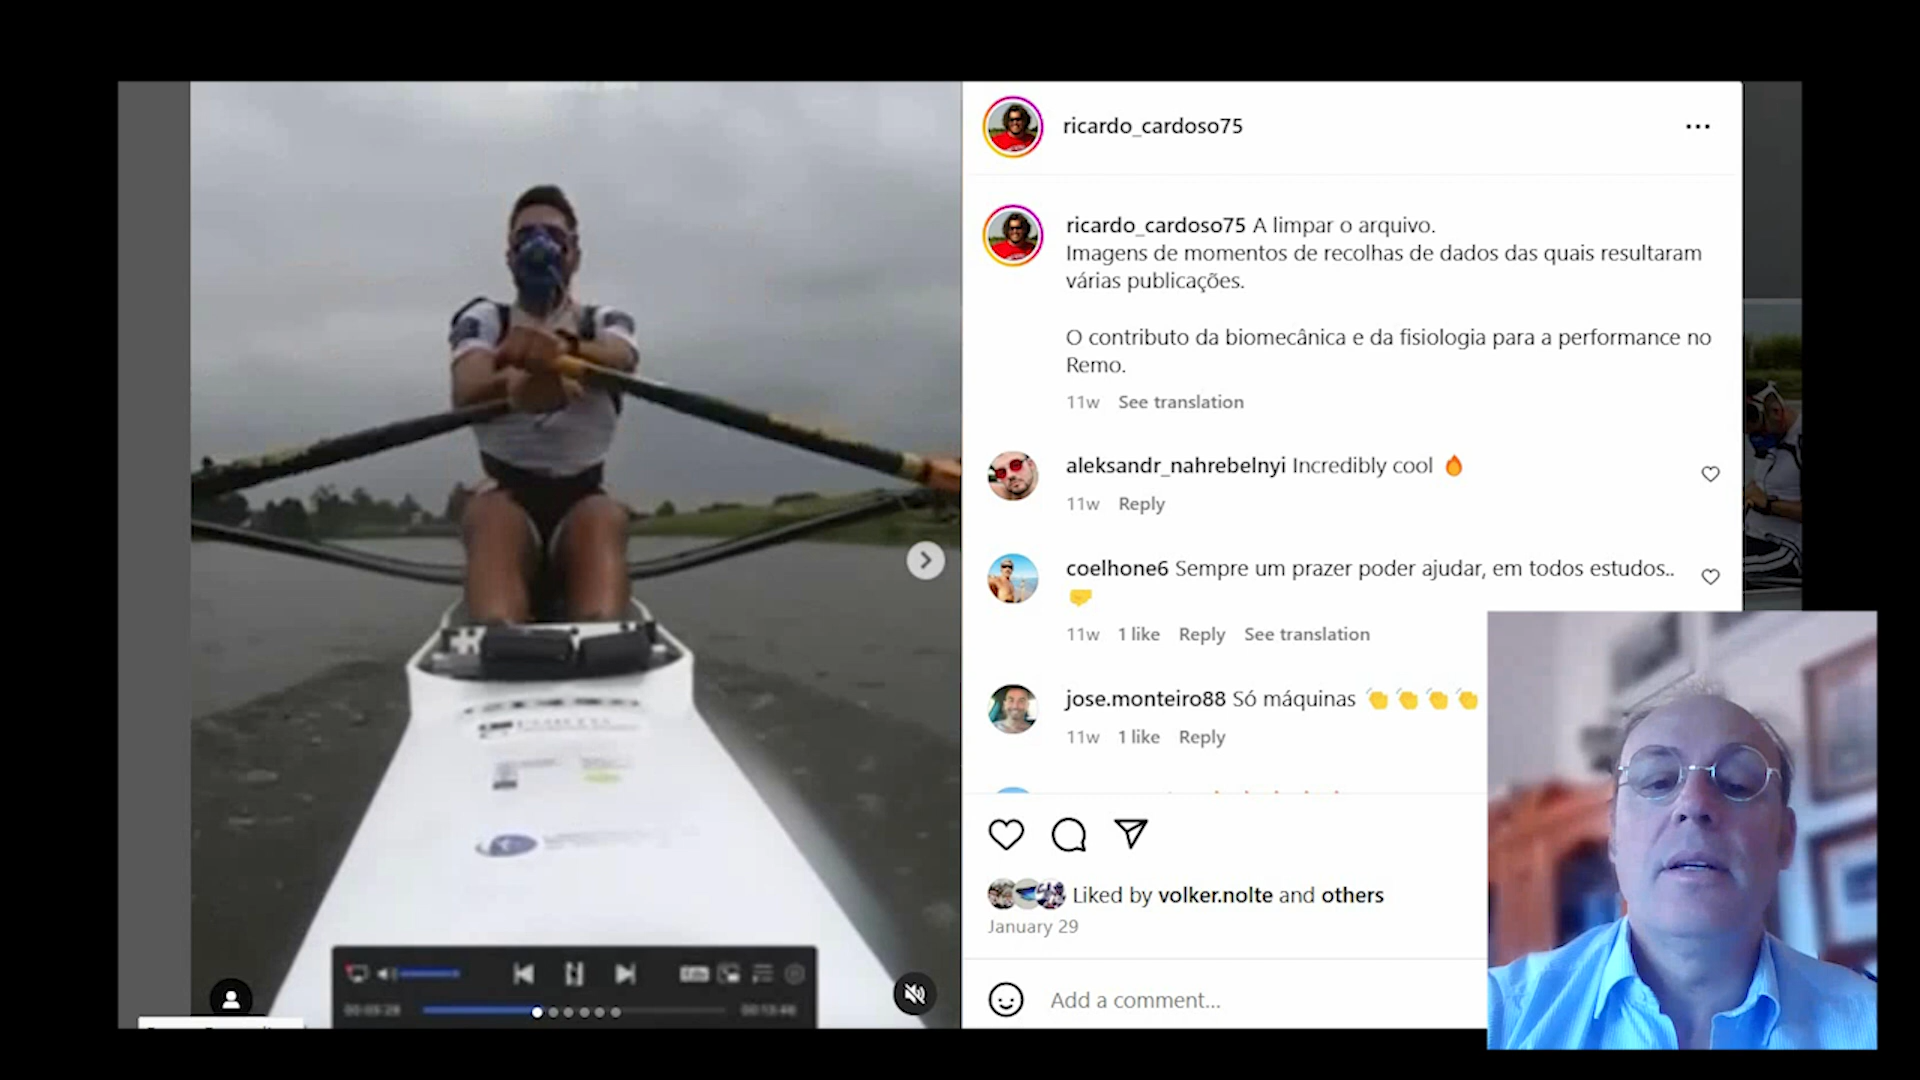 ricardo_cardoso75
ricardo_cardoso75 A limpar o arquivo.
Imagens de momentos de recolhas de dados das quais resultaram
várias publicações.
O contributo da biomecânica e da fisiologia para a performance no
Remo.
11w See translation
aleksandr_nahrebelnyi Incredibly cool 🔥
11w Reply
coelhone6 Sempre um prazer poder ajudar, em todos estudos..
🤛
11w 1 like Reply See translation
jose.monteiro88 Só máquinas 👏👏👏👏
11w 1 like Reply
Liked by volker.nolte and others
January 29
Add a comment...